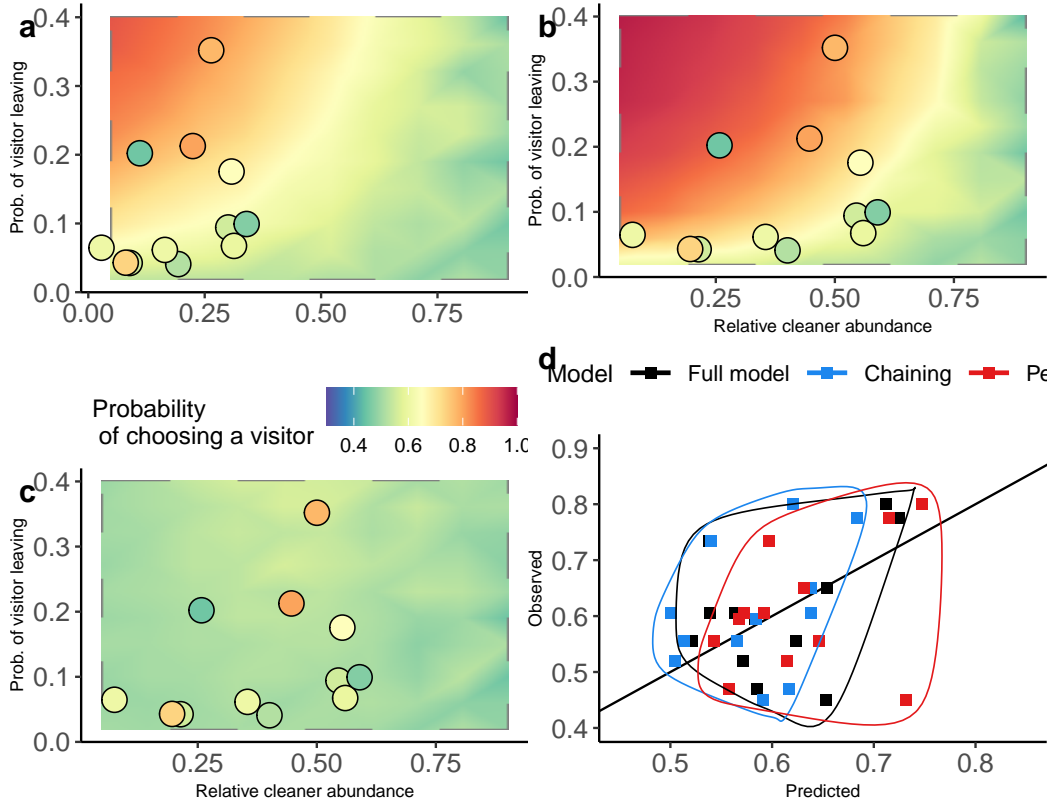 a
Prob. of visitor leaving
0.4
0.3
0.2
0.1
0.0
0.00 0.25 0.50 0.75
b
Prob. of visitor leaving
0.4
0.3
0.2
0.1
0.0
0.25 0.50 0.75
Relative cleaner abundance
Probability
of choosing a visitor
0.4 0.6 0.8 1.0
c
Prob. of visitor leaving
0.4
0.3
0.2
0.1
0.0
0.25 0.50 0.75
Relative cleaner abundance
d
Model Full model Chaining Pe
Observed
0.9
0.8
0.7
0.6
0.5
0.4
0.5 0.6 0.7 0.8
Predicted